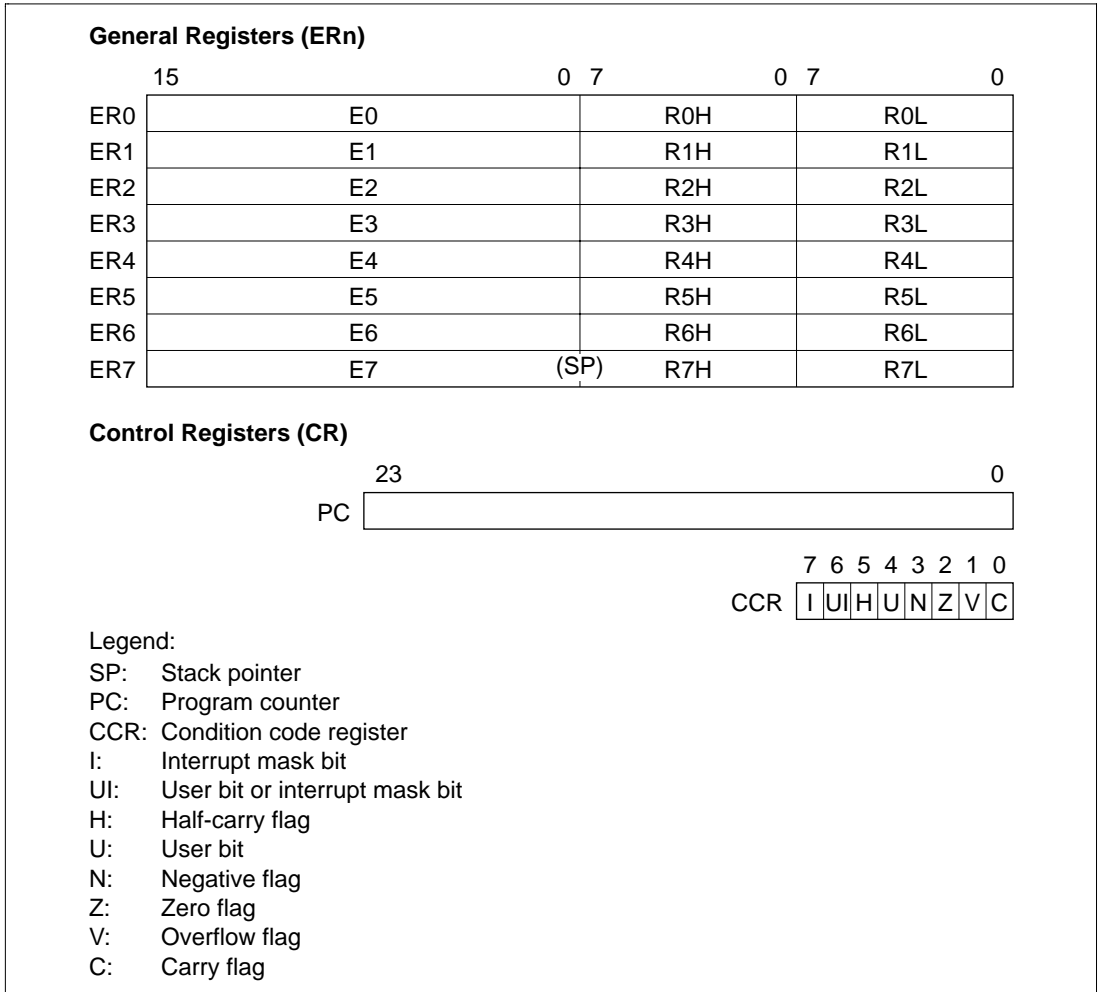 General Registers (ERn)
15 0 7 0 7 0
ER0 E0 R0H R0L
ER1 E1 R1H R1L
ER2 E2 R2H R2L
ER3 E3 R3H R3L
ER4 E4 R4H R4L
ER5 E5 R5H R5L
ER6 E6 R6H R6L
ER7 E7 (SP) R7H R7L
Control Registers (CR)
23 0
PC
7 6 5 4 3 2 1 0
CCR I UI H U N Z V C
Legend:
SP: Stack pointer
PC: Program counter
CCR: Condition code register
I: Interrupt mask bit
UI: User bit or interrupt mask bit
H: Half-carry flag
U: User bit
N: Negative flag
Z: Zero flag
V: Overflow flag
C: Carry flag